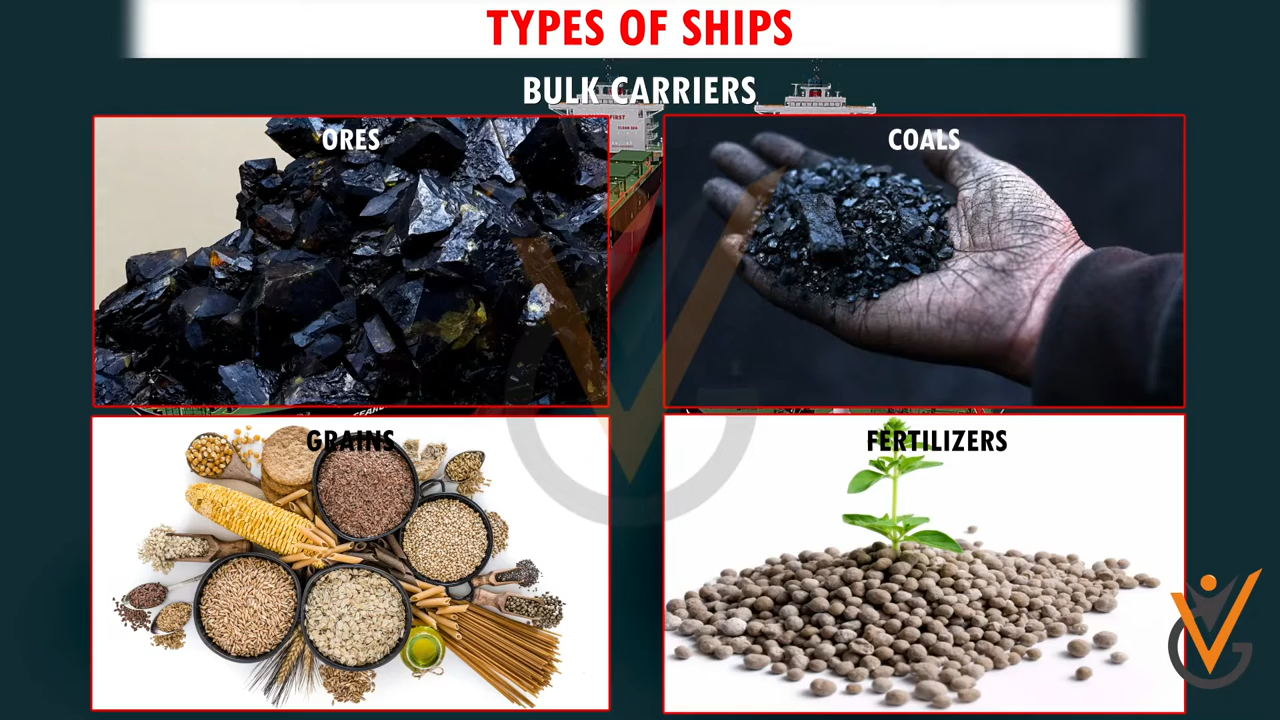 TYPES OF SHIPS
BULK CARRIERS
ORES
COALS
GRAINS
FERTILIZERS